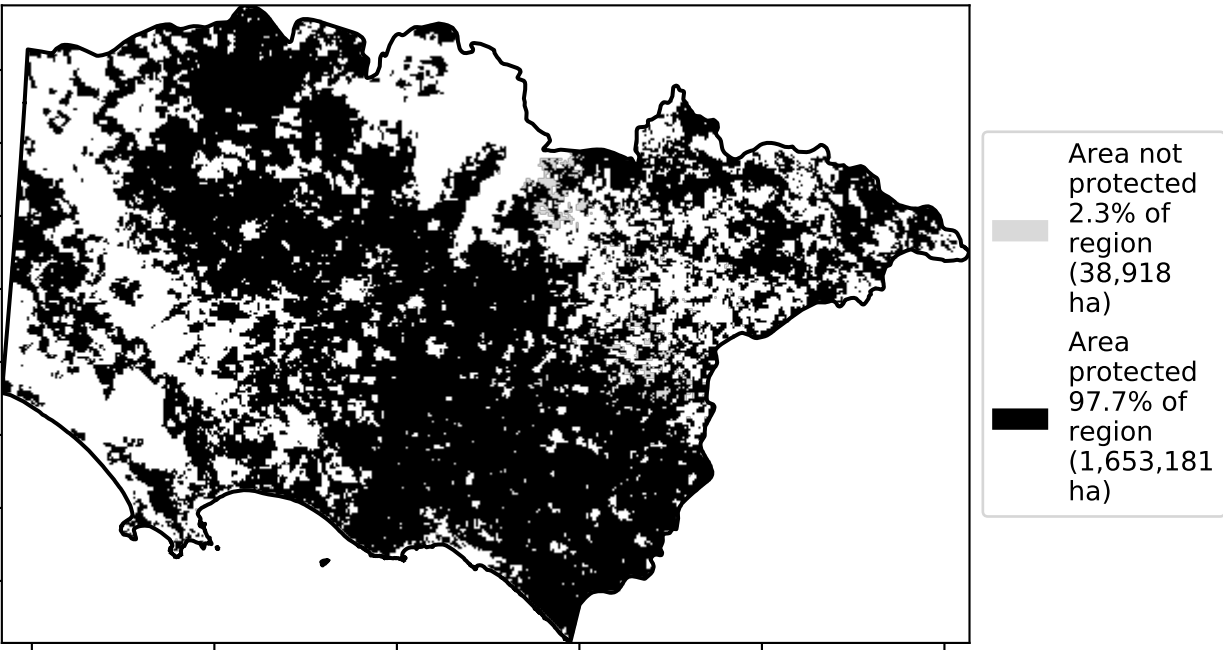 Area not
protected
2.3% of
region
(38,918
ha)
Area
protected
97.7% of
region
(1,653,181
ha)